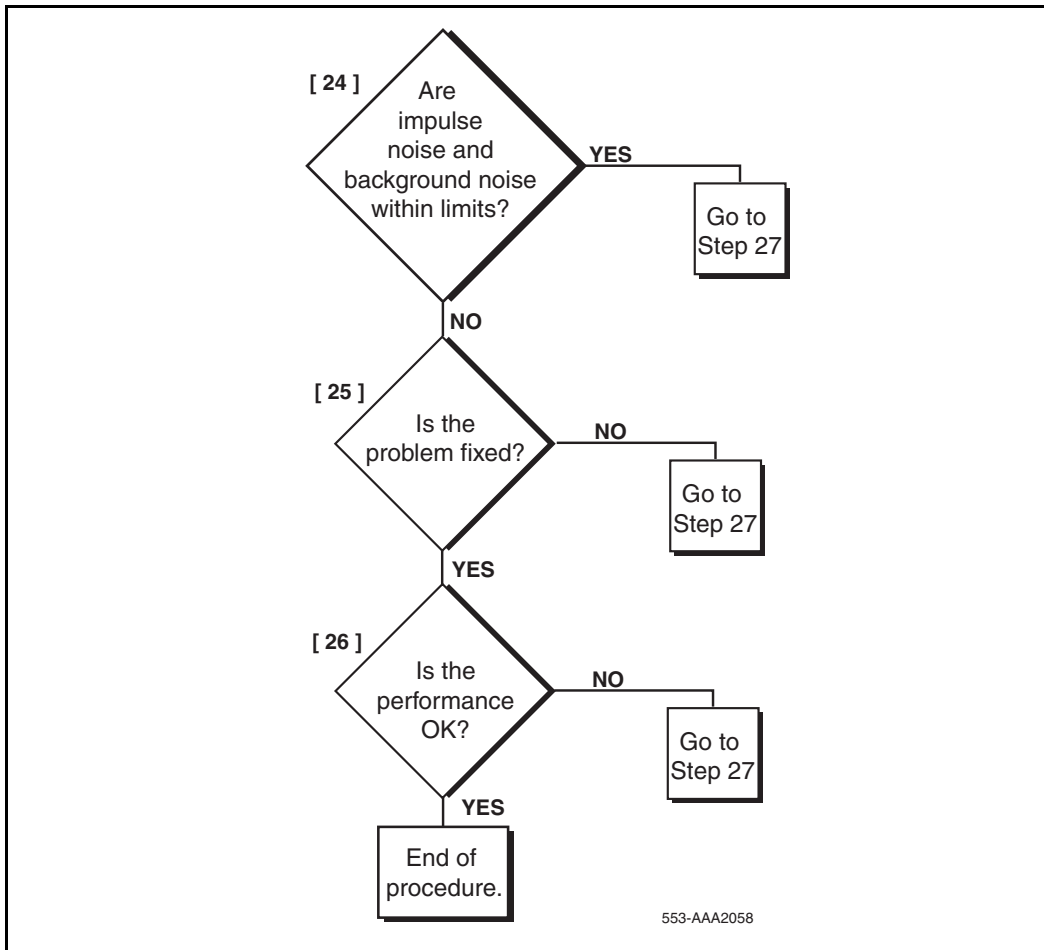 [ 24 ]
Are
impulse
noise and
background noise
within limits?
YES
Go to
Step 27
NO
[ 25 ]
Is the
problem fixed?
NO
Go to
Step 27
YES
[ 26 ]
Is the
performance
OK?
NO
Go to
Step 27
YES
End of
procedure.
553-AAA2058